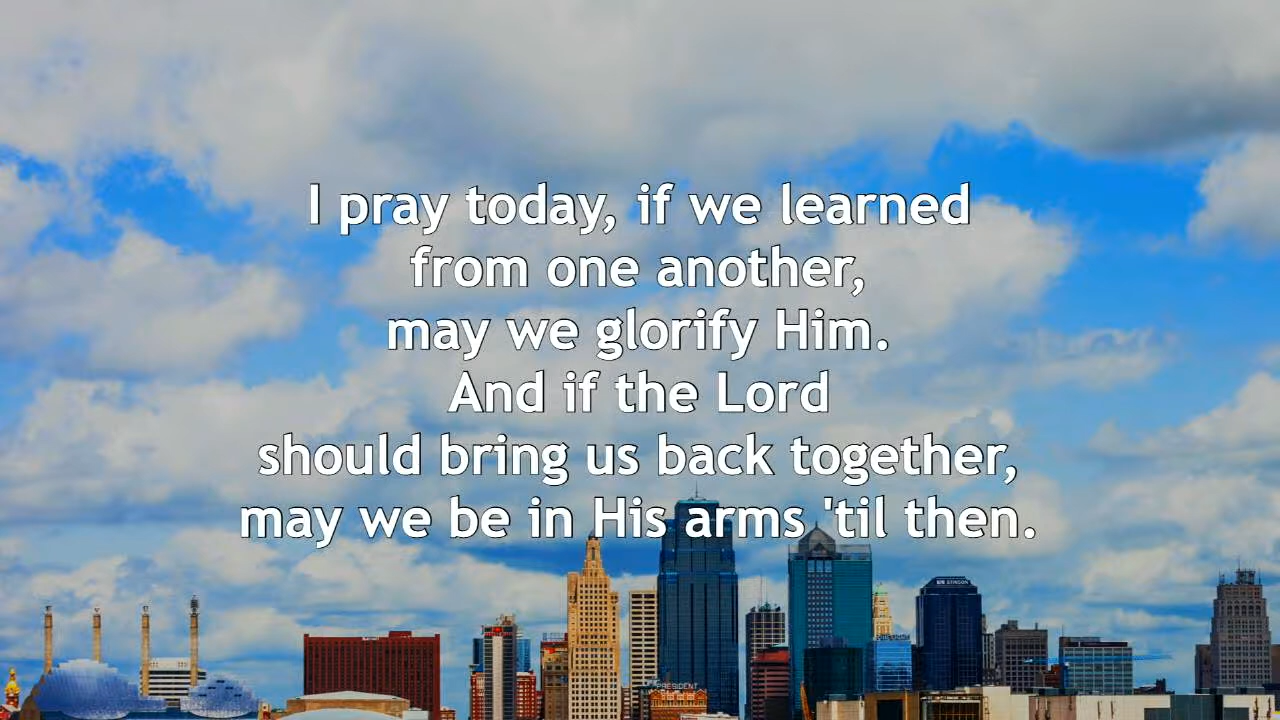 I pray today, if we learned
from one another,
may we glorify Him.
And if the Lord
should bring us back together,
may we be in His arms 'til then.
PRESIDENT